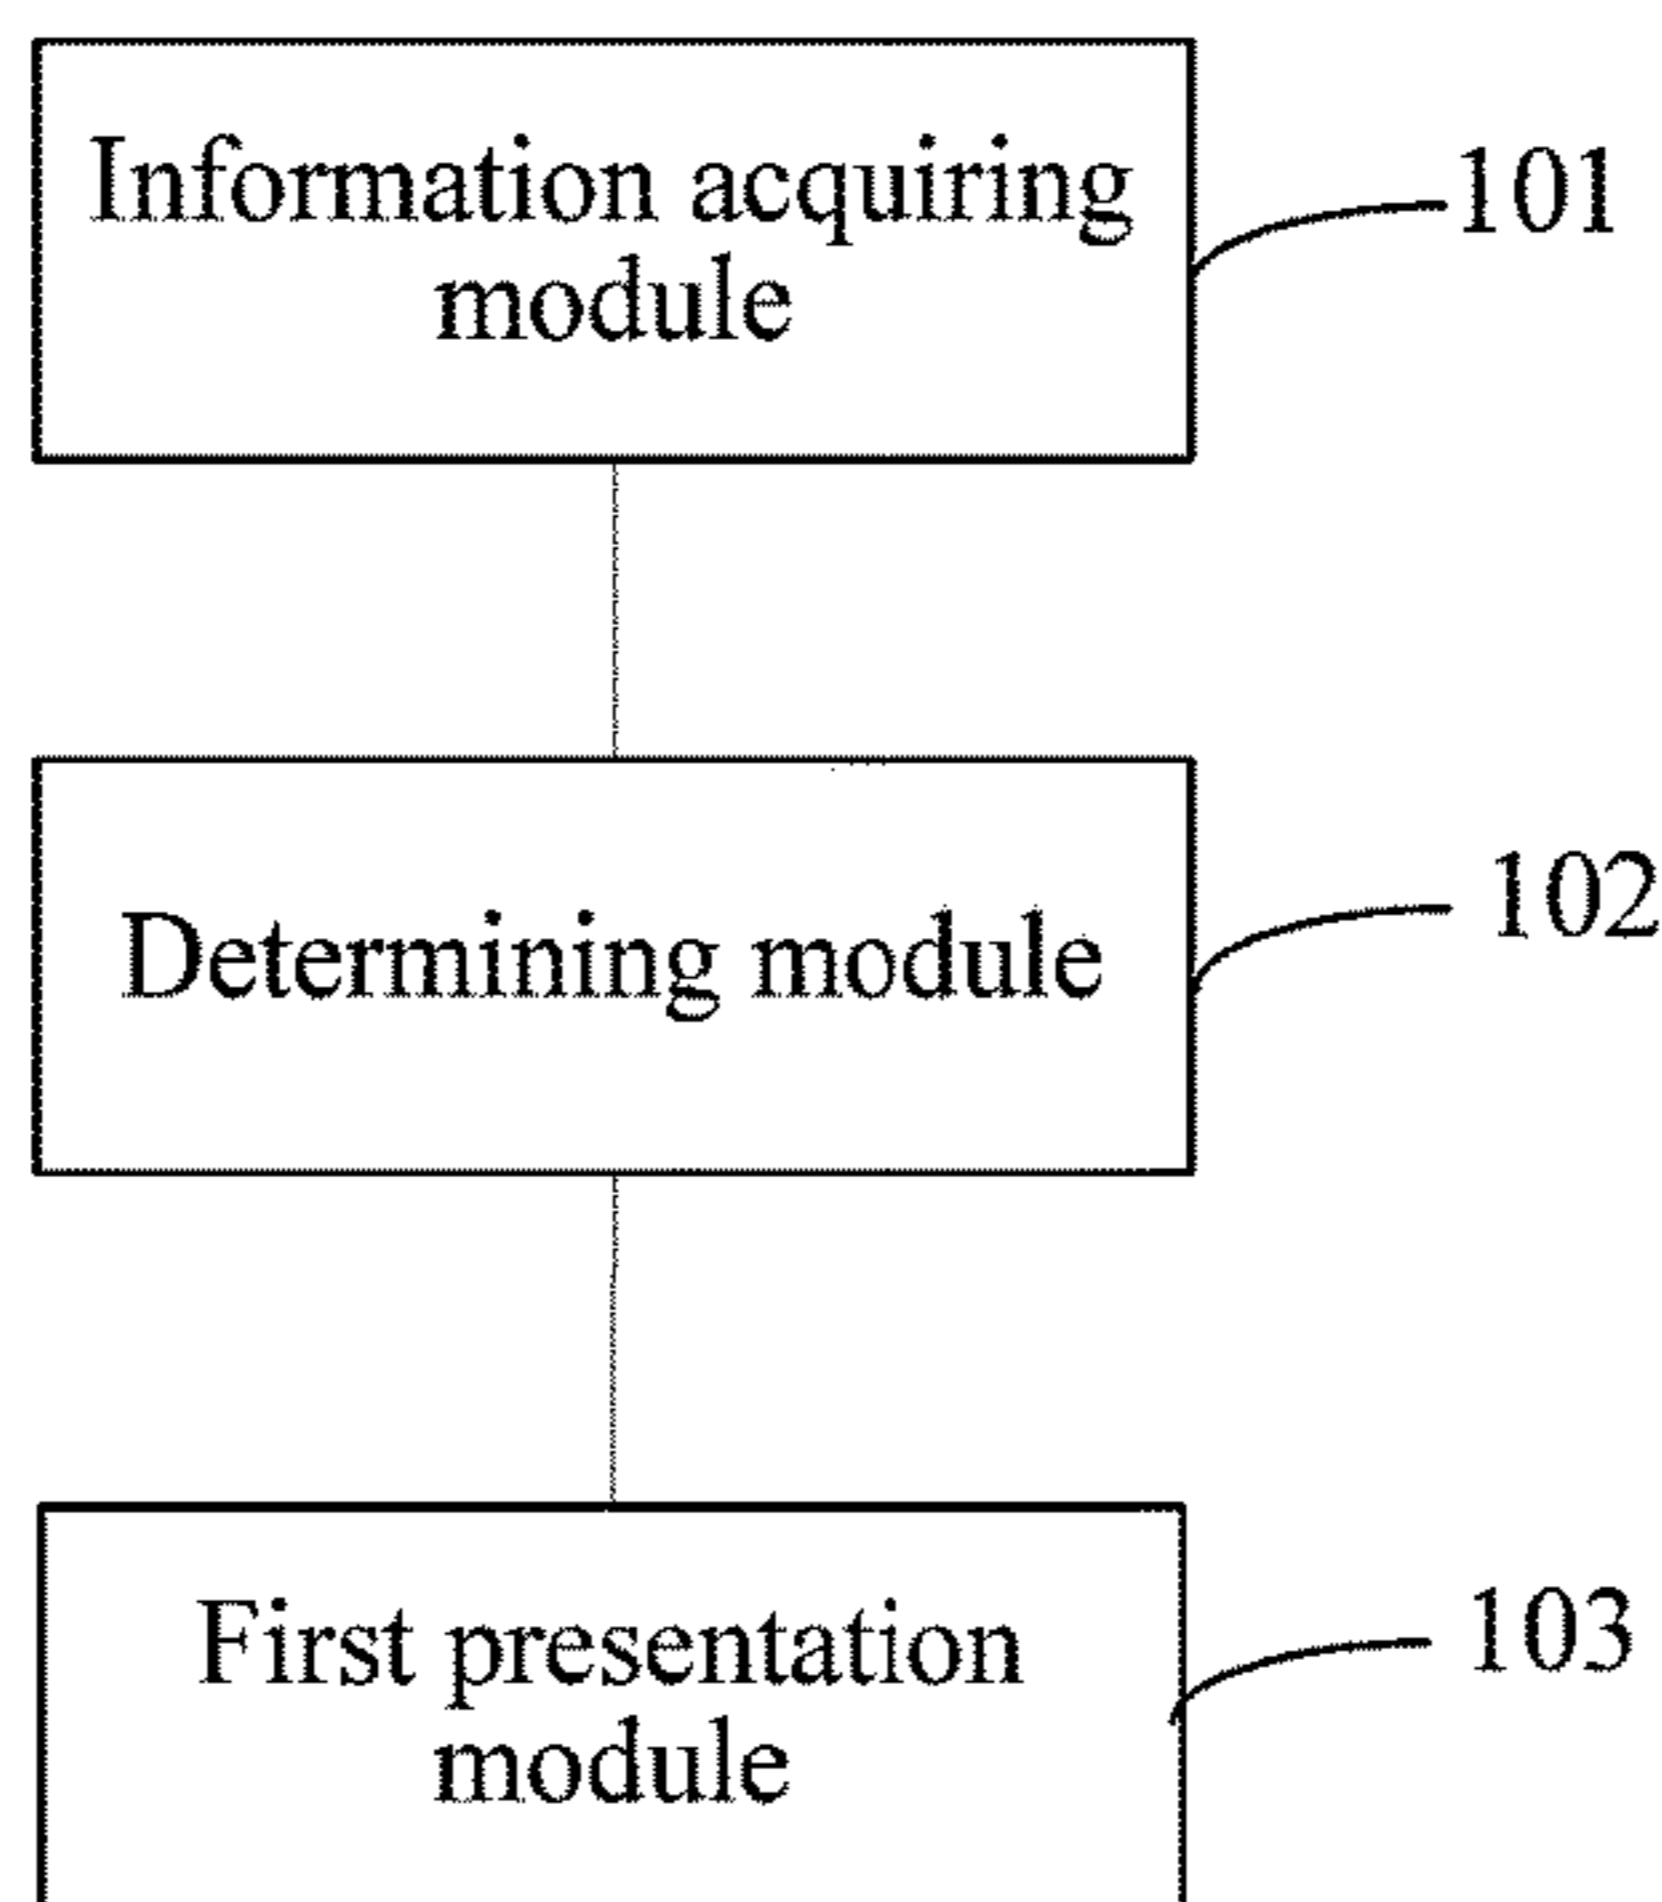 Information acquiring
module
101
Determining module
102
First presentation
module
103